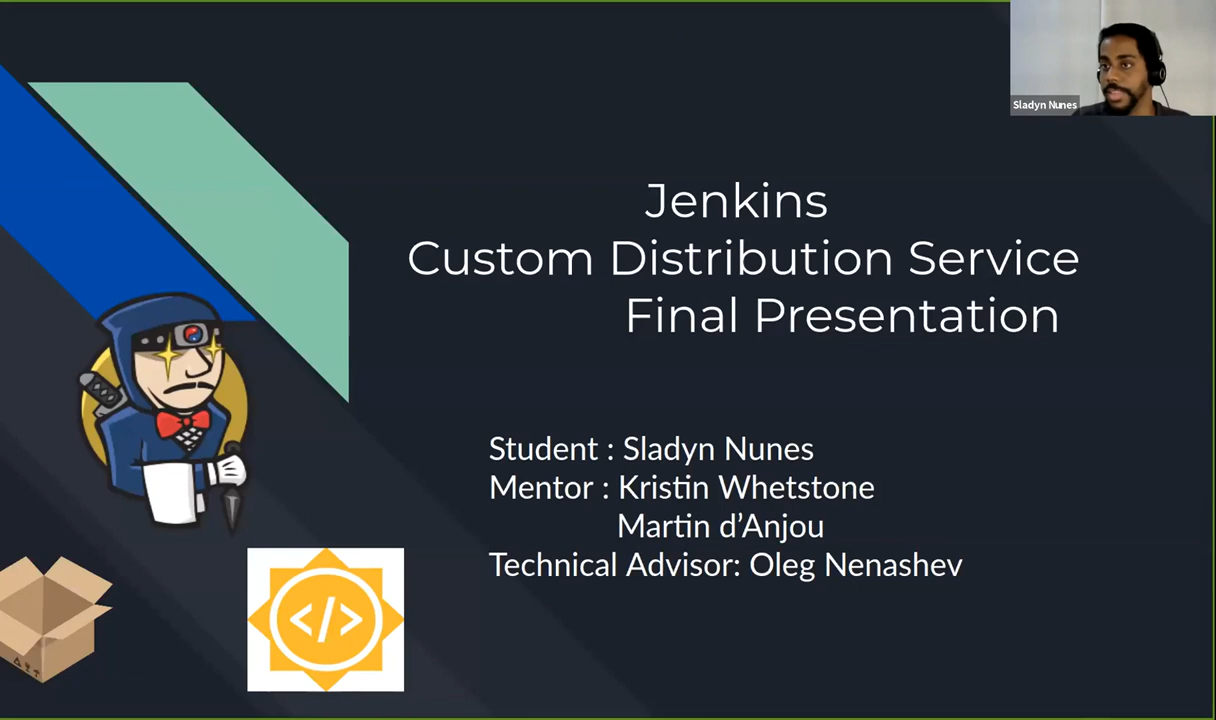 Sladyn Nunes
Jenkins
Custom Distribution Service
Final Presentation
Student : Sladyn Nunes
Mentor : Kristin Whetstone
Martin d’Anjou
Technical Advisor: Oleg Nenashev
</>